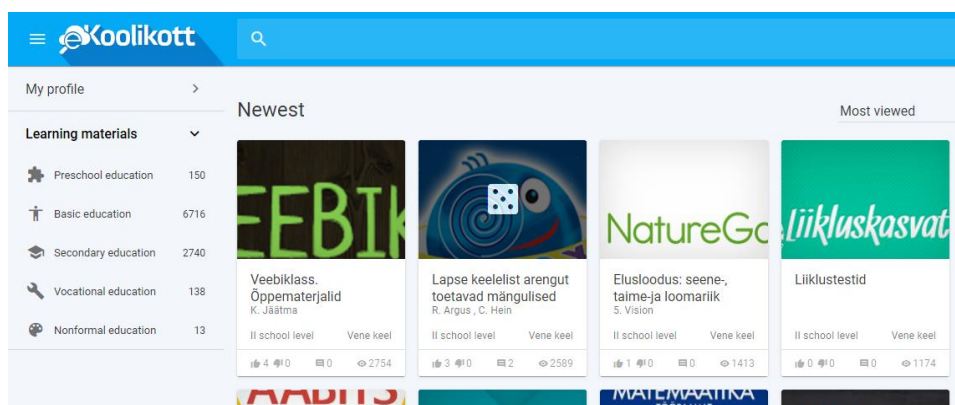 eKoolikott
My profile
Learning materials
Preschool education 150
Basic education 6716
Secondary education 2740
Vocational education 138
Nonformal education 13
Newest
Most viewed
EEBIK
NatureGo
Liikluskasvat
Veebiklass.
Õppematerjalid
K. Jäätma
II school level Vene keel
4 0 0 2754
Lapse keelelist arengut
toetavad mängulised
R. Argus , C. Hein
II school level Vene keel
3 0 2 2589
Elusloodus: seene-,
taime-ja loomariik
5. Vision
II school level Vene keel
1 0 0 1413
Liiklustestid
II school level Vene keel
0 0 0 1174
AABITS
MATEMAATIKA